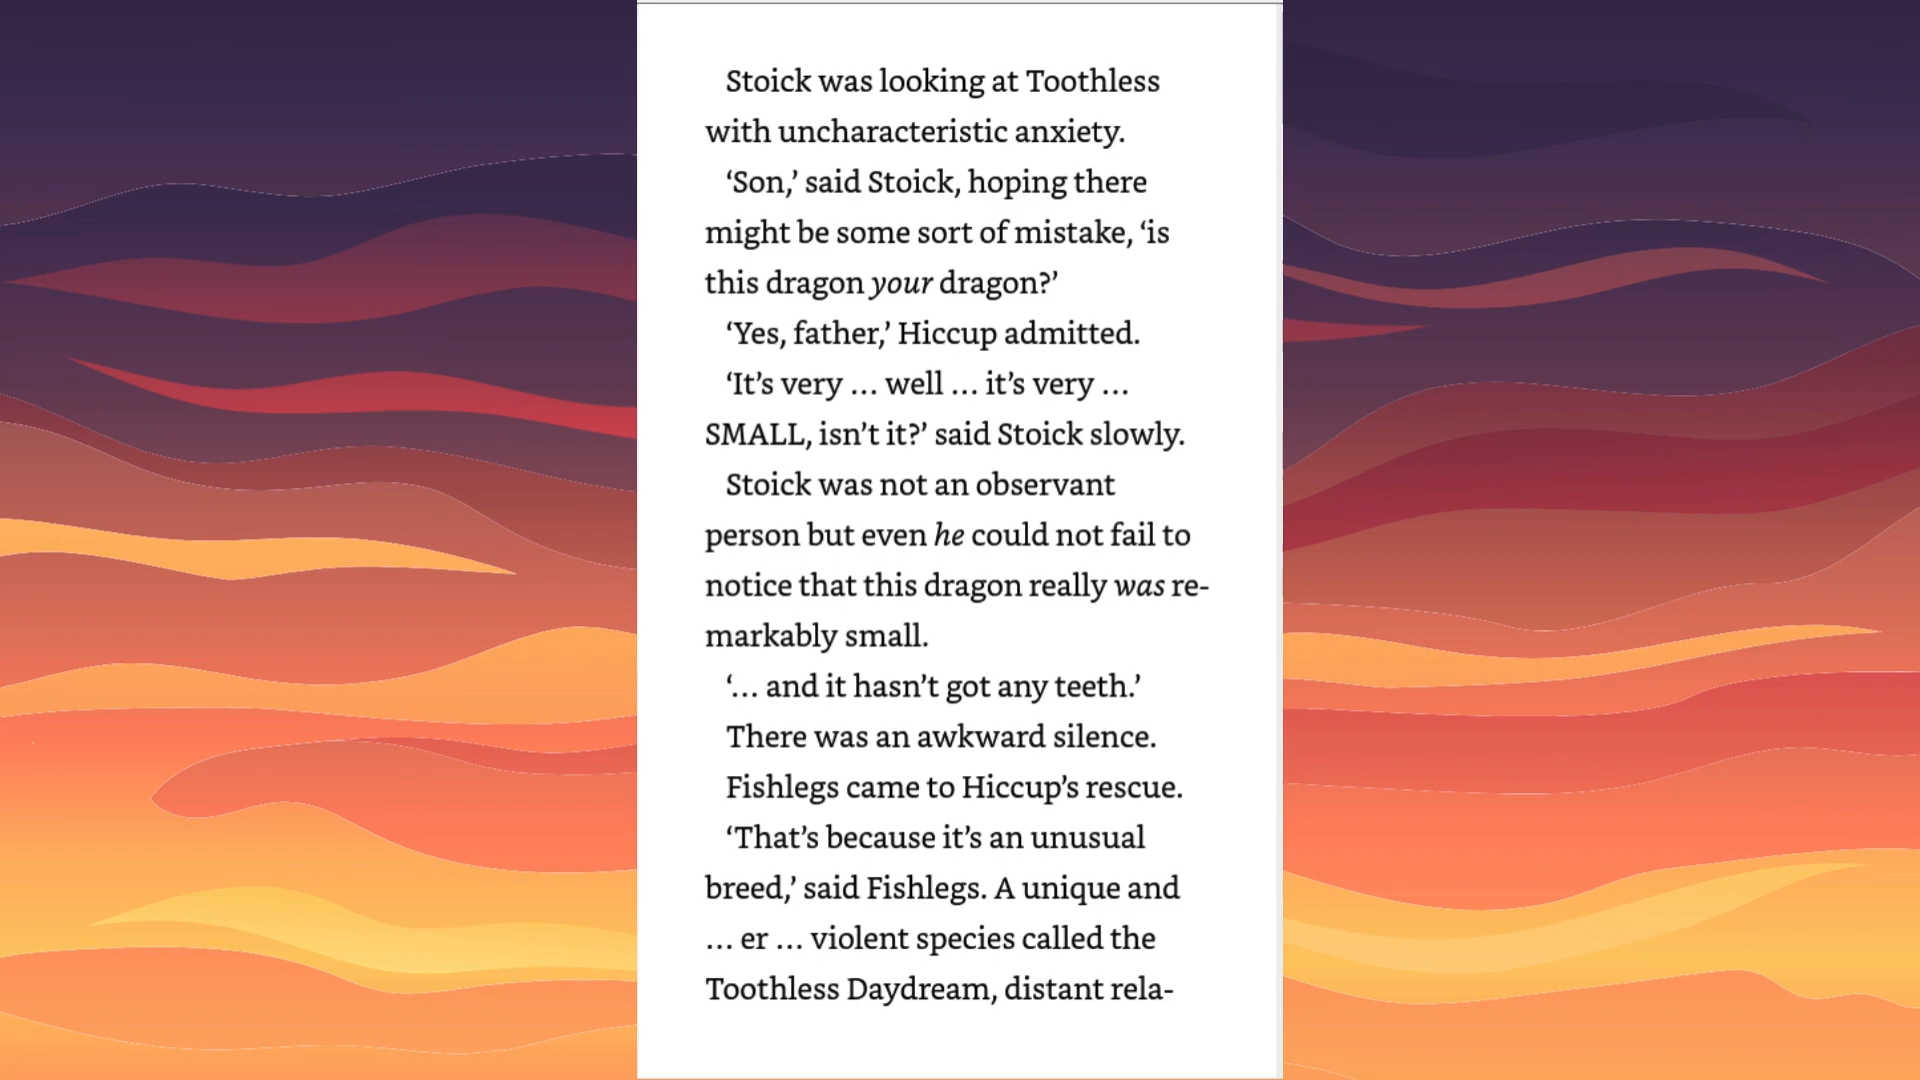 Stoick was looking at Toothless
with uncharacteristic anxiety.
‘Son,’ said Stoick, hoping there
might be some sort of mistake, ‘is
this dragon your dragon?’
‘Yes, father,’ Hiccup admitted.
‘It’s very … well … it’s very …
SMALL, isn’t it?’ said Stoick slowly.
Stoick was not an observant
person but even he could not fail to
notice that this dragon really was re-
markably small.
‘… and it hasn’t got any teeth.’
There was an awkward silence.
Fishlegs came to Hiccup’s rescue.
‘That’s because it’s an unusual
breed,’ said Fishlegs. A unique and
… er … violent species called the
Toothless Daydream, distant rela-